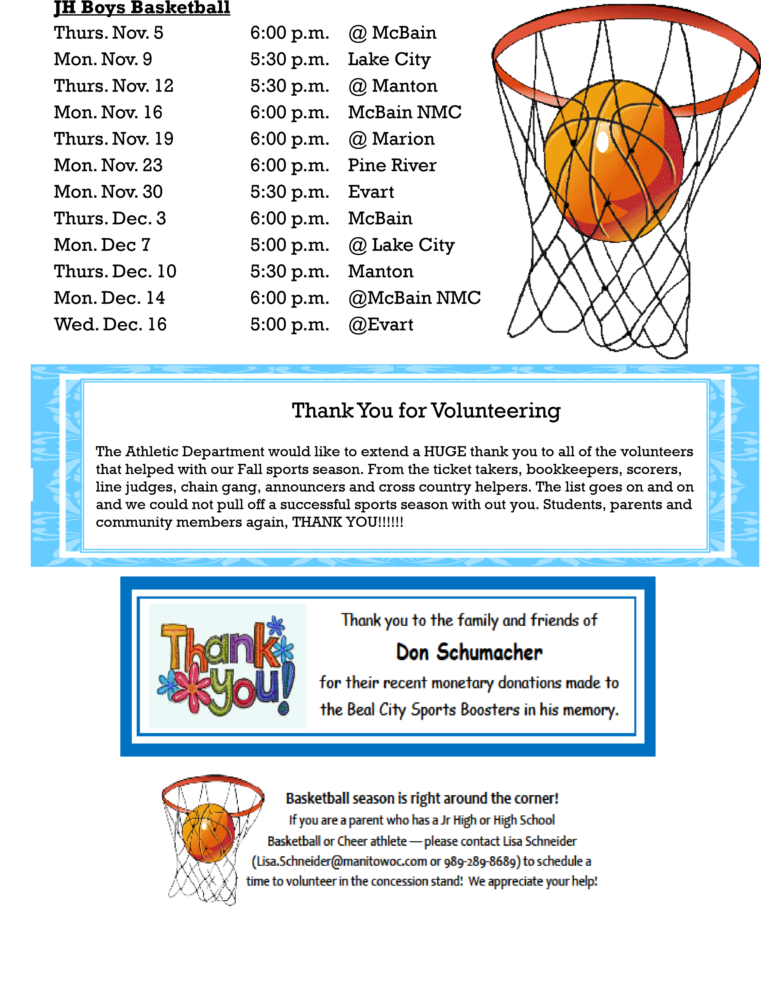 JH Boys Basketball
Thurs. Nov. 5 6:00 p.m. @ McBain
Mon. Nov. 9 5:30 p.m. Lake City
Thurs. Nov. 12 5:30 p.m. @ Manton
Mon. Nov. 16 6:00 p.m. McBain NMC
Thurs. Nov. 19 6:00 p.m. @ Marion
Mon. Nov. 23 6:00 p.m. Pine River
Mon. Nov. 30 5:30 p.m. Evart
Thurs. Dec. 3 6:00 p.m. McBain
Mon. Dec 7 5:00 p.m. @ Lake City
Thurs. Dec. 10 5:30 p.m. Manton
Mon. Dec. 14 6:00 p.m. @McBain NMC
Wed. Dec. 16 5:00 p.m. @Evart
Thank You for Volunteering
The Athletic Department would like to extend a HUGE thank you to all of the volunteers
that helped with our Fall sports season. From the ticket takers, bookkeepers, scorers,
line judges, chain gang, announcers and cross country helpers. The list goes on and on
and we could not pull off a successful sports season with out you. Students, parents and
community members again, THANK YOU!!!!!!
Thank
you!
Thank you to the family and friends of
Don Schumacher
for their recent monetary donations made to
the Beal City Sports Boosters in his memory.
Basketball season is right around the corner!
If you are a parent who has a Jr High or High School
Basketball or Cheer athlete — please contact Lisa Schneider
(Lisa.Schneider@manitowoc.com or 989-289-8689) to schedule a
time to volunteer in the concession stand! We appreciate your help!